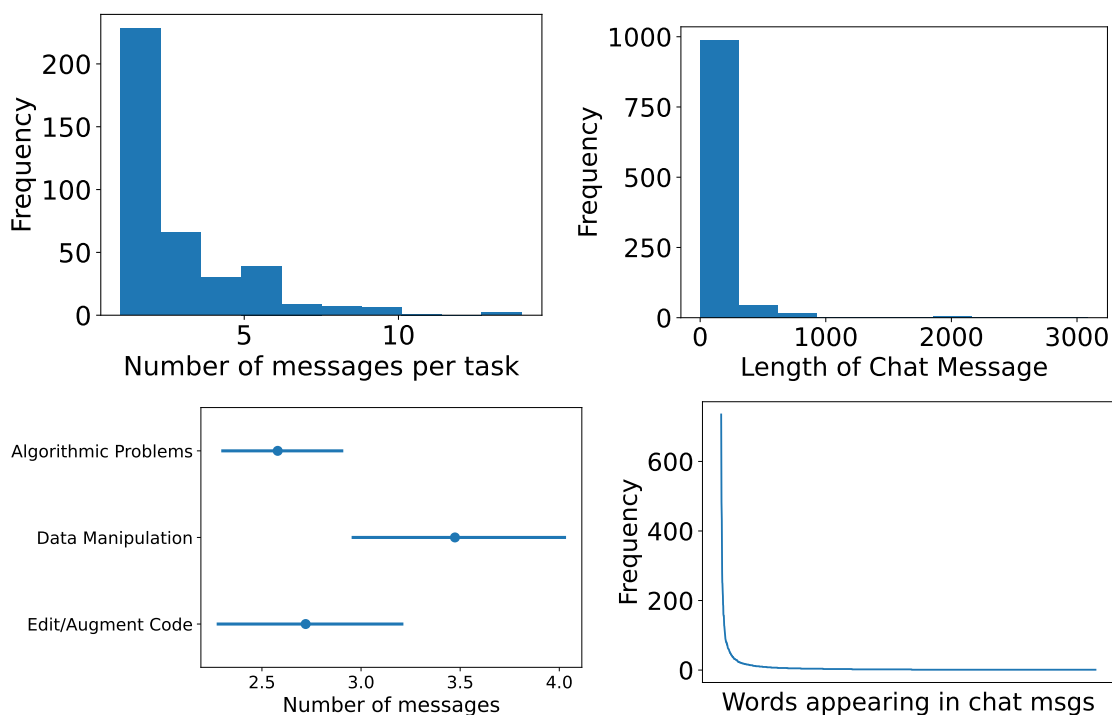 200
150
100
50
0
Frequency
5 10
Number of messages per task
1000
750
500
250
0
Frequency
0 1000 2000 3000
Length of Chat Message
Algorithmic Problems
Data Manipulation
Edit/Augment Code
2.5 3.0 3.5 4.0
Number of messages
600
400
200
0
Frequency
Words appearing in chat msgs